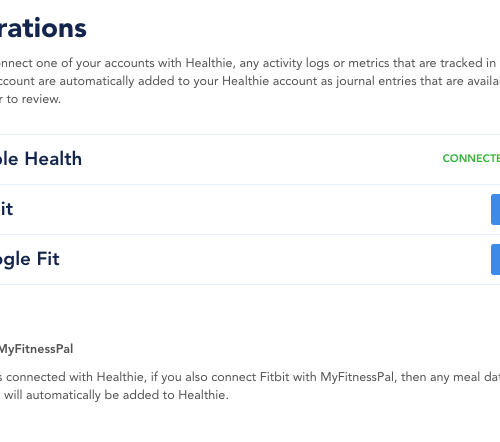 rations
nnect one of your accounts with Healthie, any activity logs or metrics that are tracked in
ccount are automatically added to your Healthie account as journal entries that are availa
r to review.
ole Health
CONNECTE
it
ogle Fit
MyFitnessPal
s connected with Healthie, if you also connect Fitbit with MyFitnessPal, then any meal dat
will automatically be added to Healthie.